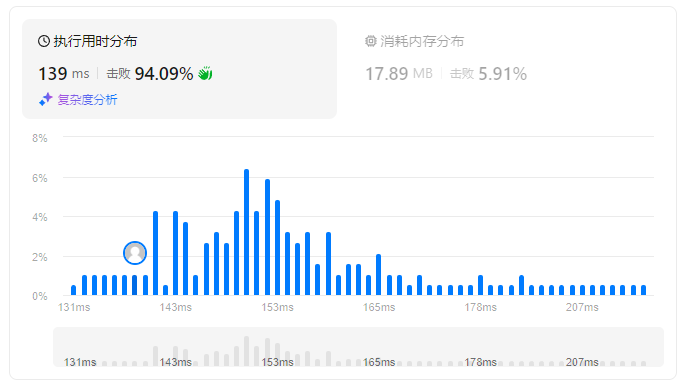 执行用时分布
139 ms | 击败 94.09%
复杂度分析
消耗内存分布
17.89 MB | 击败 5.91%
8%
6%
4%
2%
0%
131ms 143ms 153ms 165ms 178ms 207ms
131ms 143ms 153ms 165ms 178ms 207ms